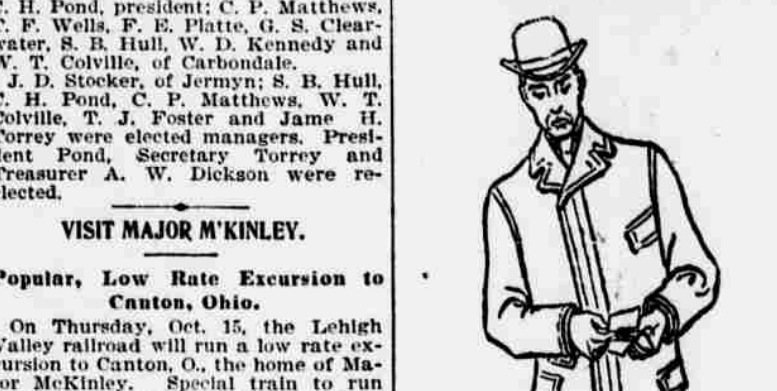 C. H. Pond, president; C. P. Matthews,
F. Wells, F. E. Platte, G. S. Clear-
water, S. B. Hull, W. D. Kennedy and
W. T. Colville, of Carbondale.
J. D. Stocker, of Jermyn; S. B. Hull,
C. H. Pond, C. P. Matthews, W. T.
Colville, T. J. Foster and Jame H.
Torrey were elected managers. Presi-
dent Pond, Secretary Torrey and
Treasurer A. W. Dickson were re-
elected.
VISIT MAJOR M'KINLEY.
Popular, Low Rate Excursion to
Canton, Ohio.
On Thursday, Oct. 15, the Lehigh
Valley railroad will run a low rate ex-
cursion to Canton, O., the home of Ma-
jor McKinley. Special train to run